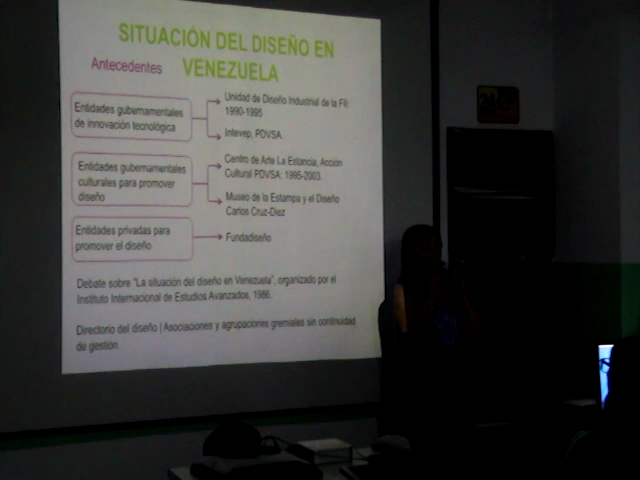 SITUACIÓN DEL DISEÑO EN
VENEZUELA
Antecedentes
Entidades gubernamentales
de innovación tecnológica
Unidad de Diseño Industrial de la FII:
1990-1995
Intevep, PDVSA.
Entidades gubernamentales
culturales para promover
diseño
Centro de Arte La Estancia, Acción
Cultural PDVSA: 1995-2003.
Museo de la Estampa y el Diseño
Carlos Cruz-Diez
Entidades privadas para
promover el diseño
Fundadiseño
Debate sobre "La situación del diseño en Venezuela", organizado por el
Instituto Internacional de Estudios Avanzados, 1986.
Directorio del diseño | Asociaciones y agrupaciones gremiales sin continuidad
de gestión.